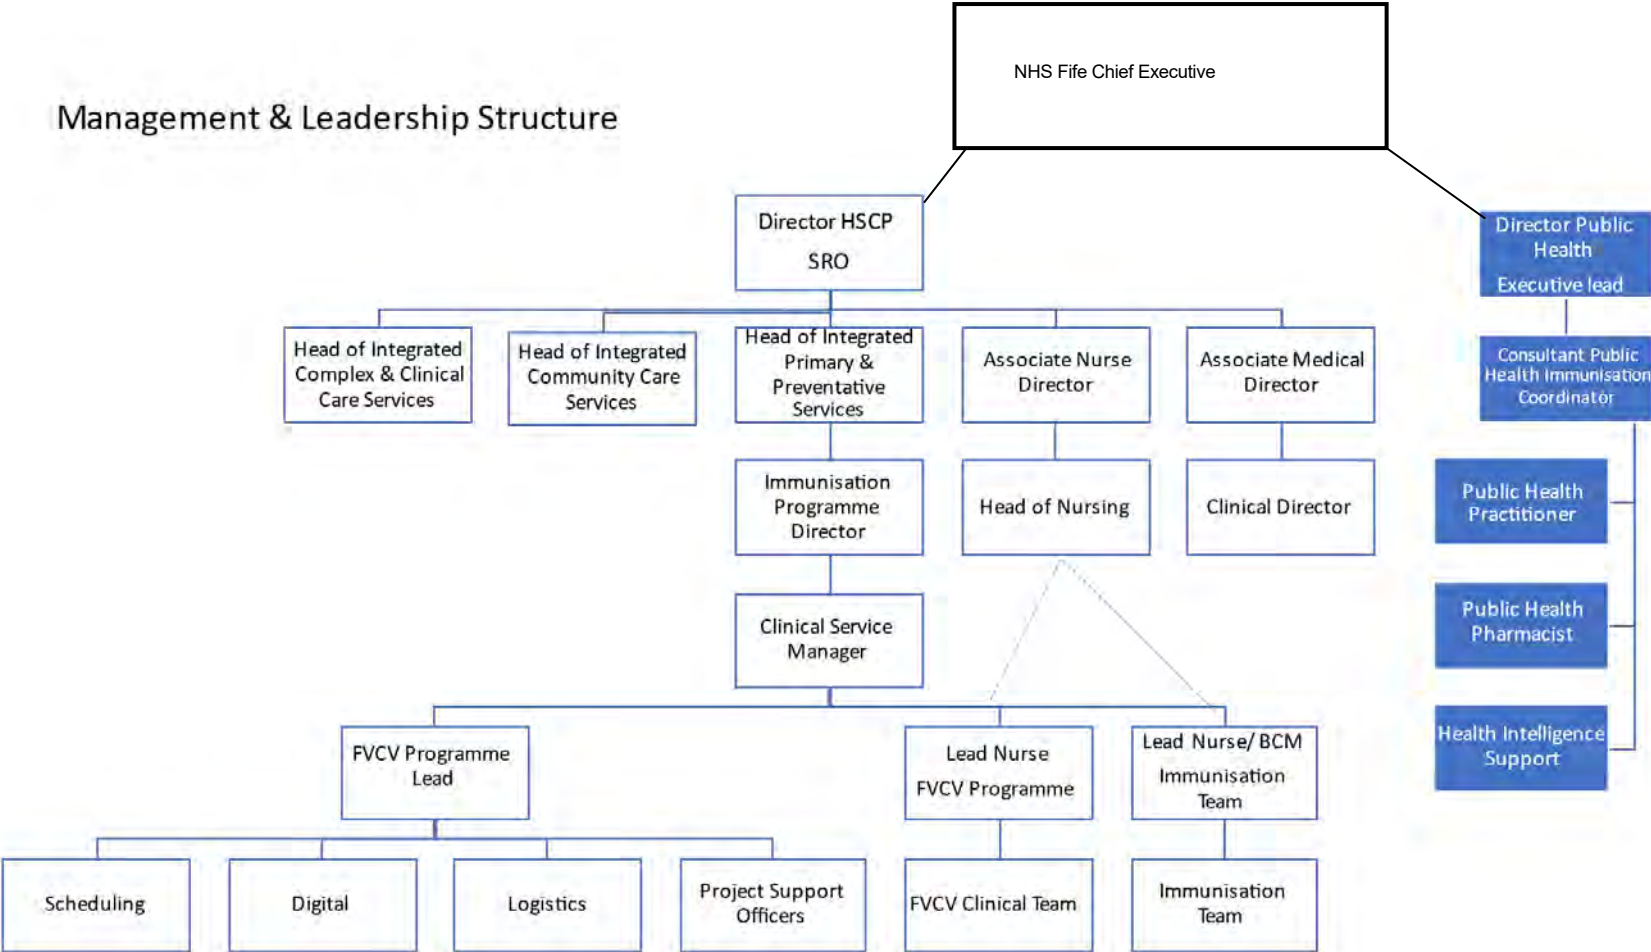 NHS Fife Chief Executive
Management & Leadership Structure
Director HSCP
SRO
Director Public
Health
Executive lead
Head of Integrated
Complex & Clinical
Care Services
Head of Integrated
Community Care
Services
Head of Integrated
Primary &
Preventative
Services
Associate Nurse
Director
Associate Medical
Director
Consultant Public
Health Immunisation
Coordinator
Immunisation
Programme
Director
Head of Nursing
Clinical Director
Public Health
Practitioner
Clinical Service
Manager
Public Health
Pharmacist
FVCV Programme
Lead
Lead Nurse
FVCV Programme
Lead Nurse/ BCM
Immunisation
Team
Health Intelligence
Support
Scheduling
Digital
Logistics
Project Support
Officers
FVCV Clinical Team
Immunisation
Team